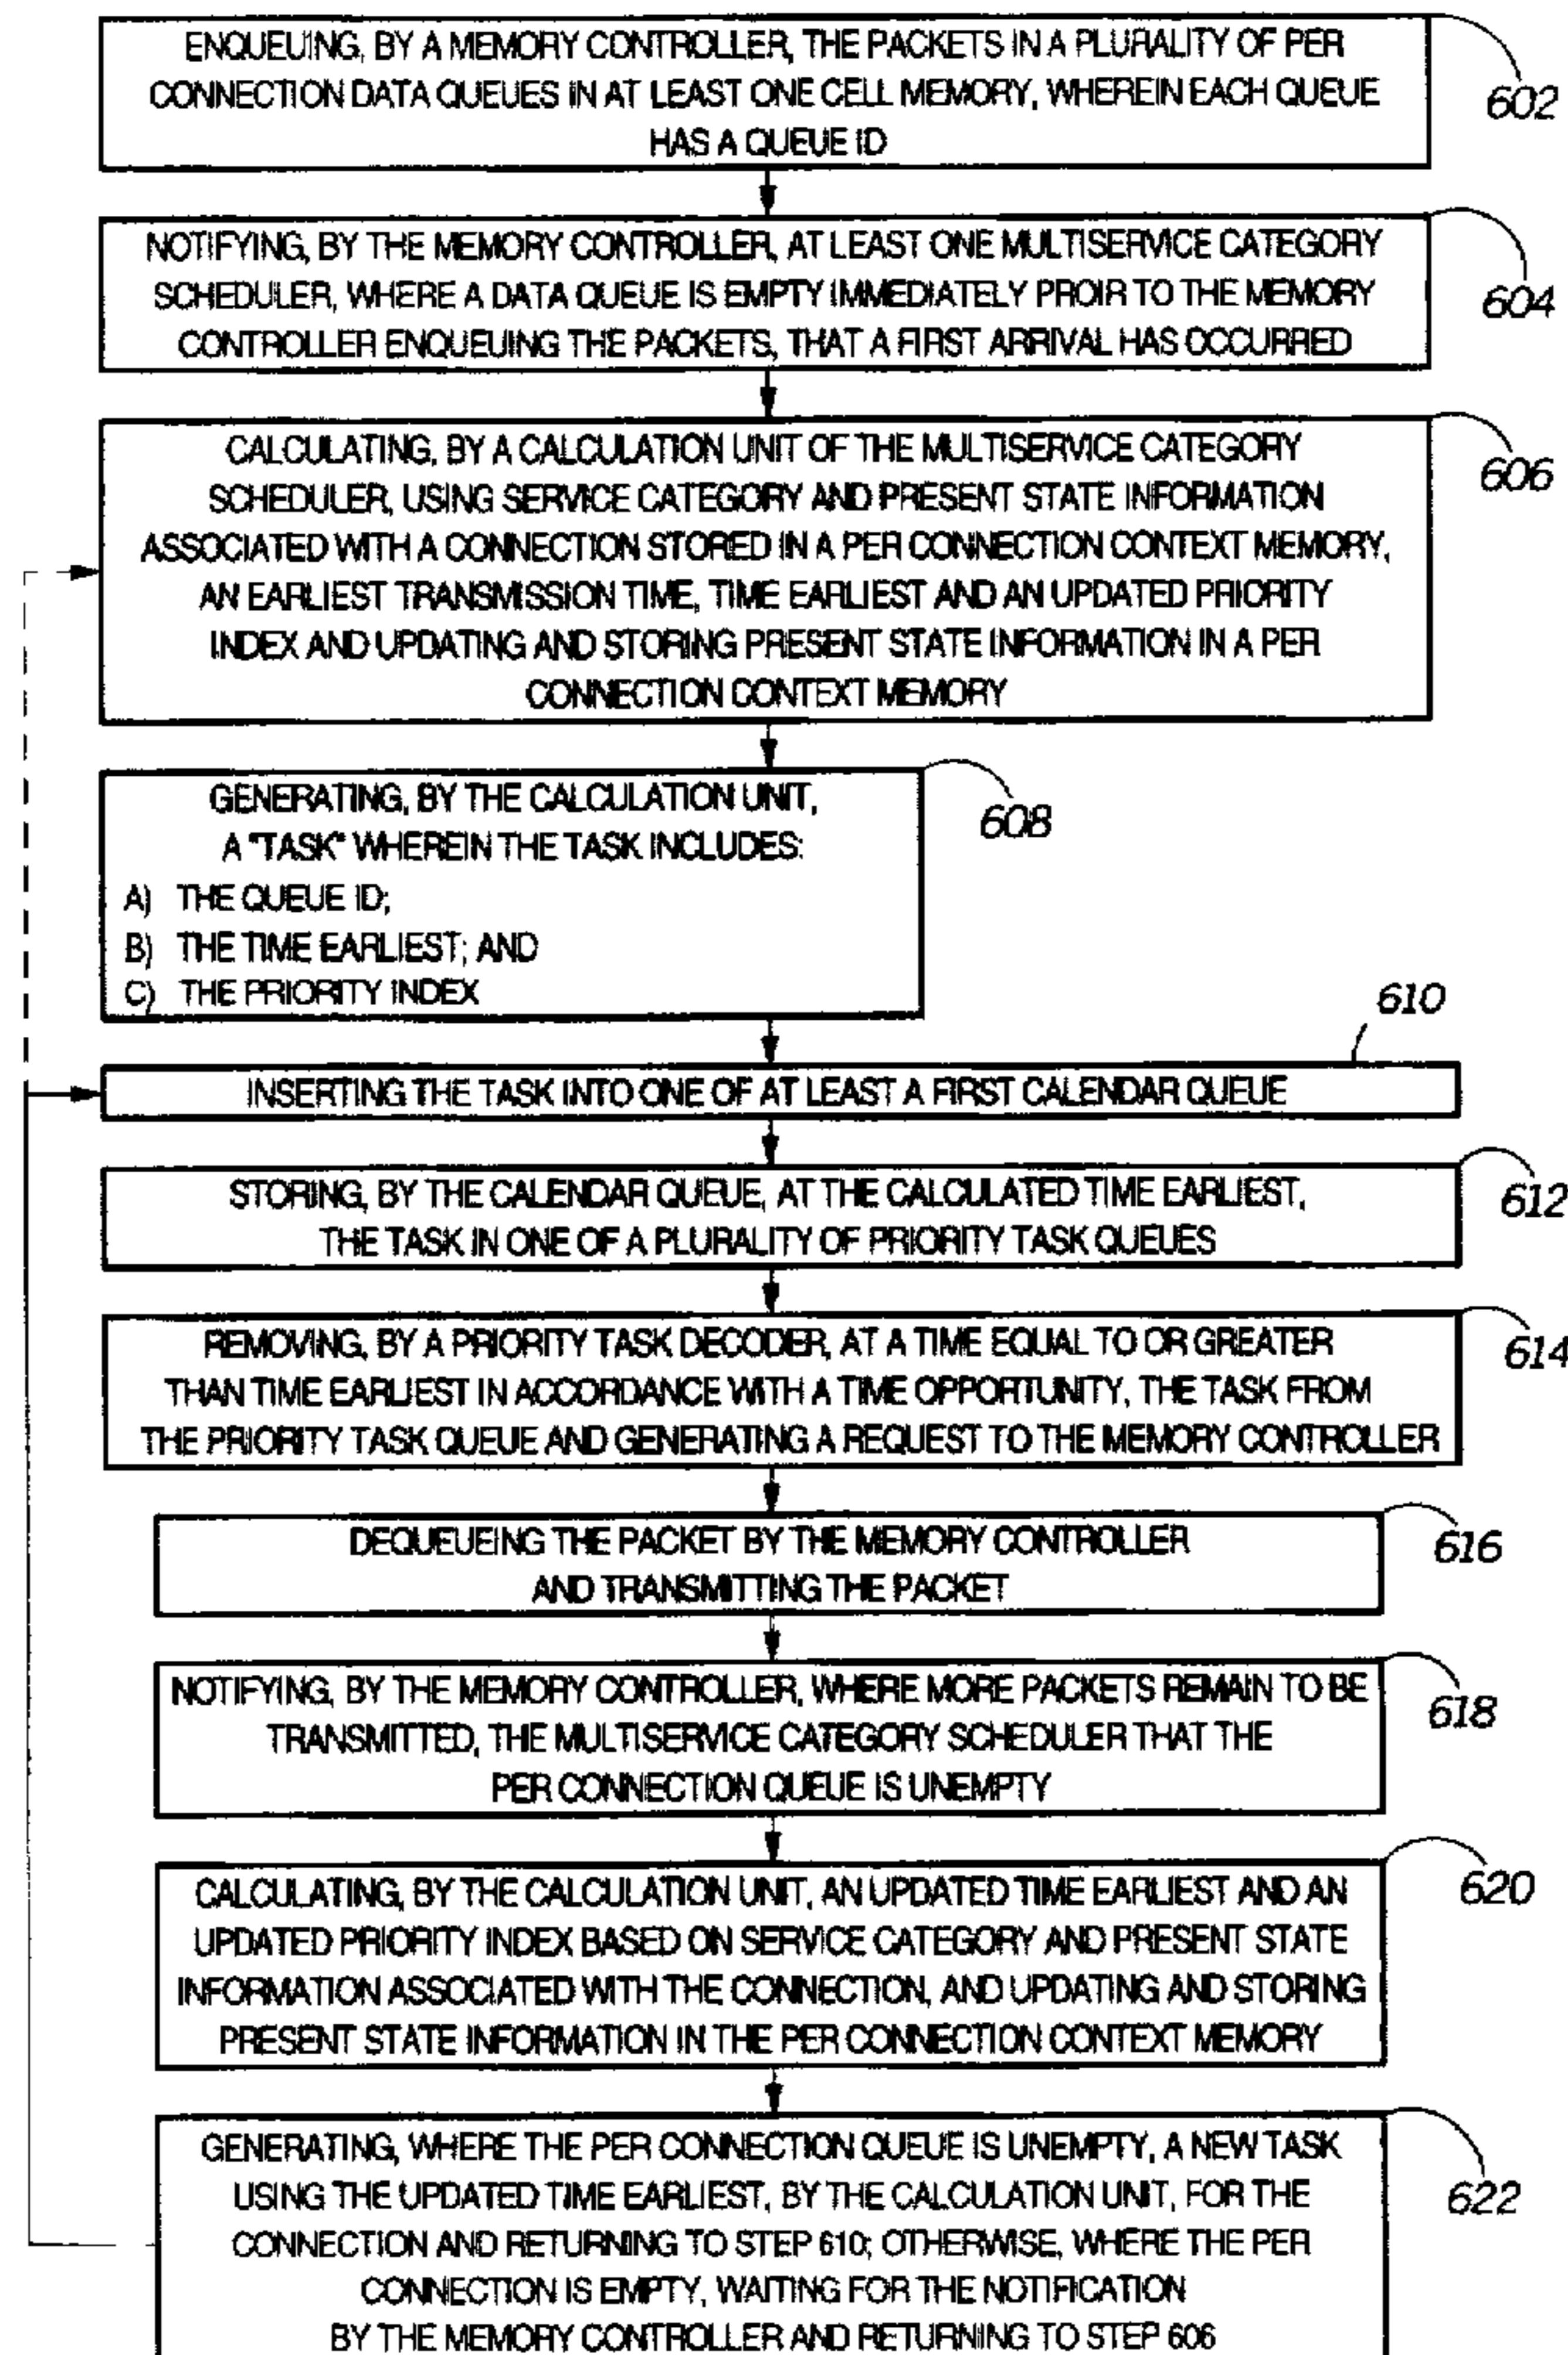 ENQUEUING, BY A MEMORY CONTROLLER, THE PACKETS IN A PLURALITY OF PER
CONNECTION DATA QUEUES IN AT LEAST ONE CELL MEMORY, WHEREIN EACH QUEUE
HAS A QUEUE ID
602
NOTIFYING, BY THE MEMORY CONTROLLER, AT LEAST ONE MULTISERVICE CATEGORY
SCHEDULER, WHERE A DATA QUEUE IS EMPTY IMMEDIATELY PROIR TO THE MEMORY
CONTROLLER ENQUEUING THE PACKETS, THAT A FIRST ARRIVAL HAS OCCURRED
604
CALCULATING, BY A CALCULATION UNIT OF THE MULTISERVICE CATEGORY
SCHEDULER, USING SERVICE CATEGORY AND PRESENT STATE INFORMATION
ASSOCIATED WITH A CONNECTION STORED IN A PER CONNECTION CONTEXT MEMORY,
AN EARLIEST TRANSMISSION TIME, TIME EARLIEST AND AN UPDATED PRIORITY
INDEX AND UPDATING AND STORING PRESENT STATE INFORMATION IN A PER
CONNECTION CONTEXT MEMORY
606
GENERATING, BY THE CALCULATION UNIT,
A "TASK" WHEREIN THE TASK INCLUDES:
A) THE QUEUE ID;
B) THE TIME EARLIEST; AND
C) THE PRIORITY INDEX
608
610
INSERTING THE TASK INTO ONE OF AT LEAST A FIRST CALENDAR QUEUE
STORING, BY THE CALENDAR QUEUE, AT THE CALCULATED TIME EARLIEST,
THE TASK IN ONE OF A PLURALITY OF PRIORITY TASK QUEUES
612
REMOVING, BY A PRIORITY TASK DECODER, AT A TIME EQUAL TO OR GREATER
THAN TIME EARLIEST IN ACCORDANCE WITH A TIME OPPORTUNITY, THE TASK FROM
THE PRIORITY TASK QUEUE AND GENERATING A REQUEST TO THE MEMORY CONTROLLER
614
DEQUEUEING THE PACKET BY THE MEMORY CONTROLLER
AND TRANSMITTING THE PACKET
616
NOTIFYING, BY THE MEMORY CONTROLLER, WHERE MORE PACKETS REMAIN TO BE
TRANSMITTED, THE MULTISERVICE CATEGORY SCHEDULER THAT THE
PER CONNECTION QUEUE IS UNEMPTY
618
CALCULATING, BY THE CALCULATION UNIT, AN UPDATED TIME EARLIEST AND AN
UPDATED PRIORITY INDEX BASED ON SERVICE CATEGORY AND PRESENT STATE
INFORMATION ASSOCIATED WITH THE CONNECTION, AND UPDATING AND STORING
PRESENT STATE INFORMATION IN THE PER CONNECTION CONTEXT MEMORY
620
GENERATING, WHERE THE PER CONNECTION QUEUE IS UNEMPTY, A NEW TASK
USING THE UPDATED TIME EARLIEST, BY THE CALCULATION UNIT, FOR THE
CONNECTION AND RETURNING TO STEP 610; OTHERWISE, WHERE THE PER
CONNECTION IS EMPTY, WAITING FOR THE NOTIFICATION
BY THE MEMORY CONTROLLER AND RETURNING TO STEP 606
622